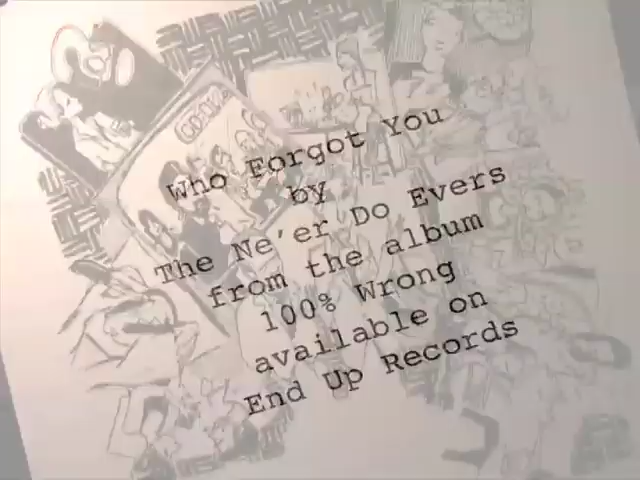 Who Forgot You
by
The Ne'er Do Evers
from the album
100% Wrong
available on
End Up Records